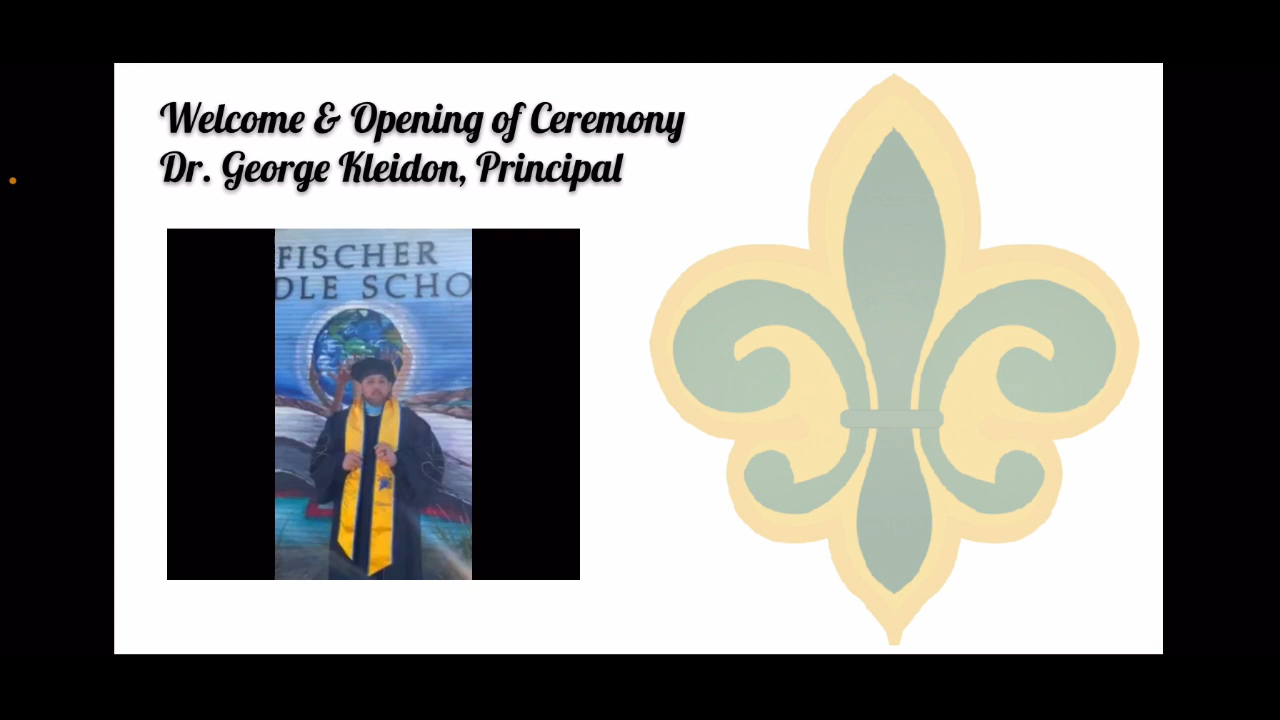 Welcome & Opening of Ceremony
Dr. George Kleidon, Principal
FISCHER
DLE SCHO